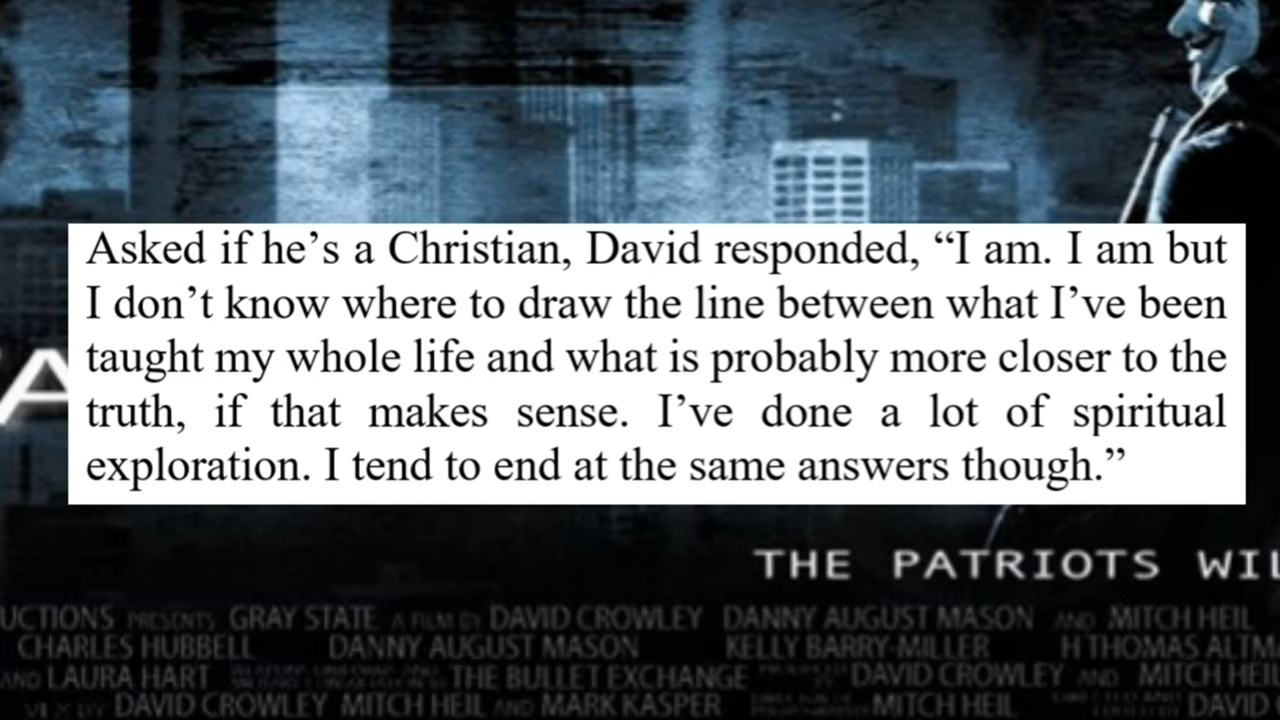 Asked if he’s a Christian, David responded, “I am. I am but
I don’t know where to draw the line between what I’ve been
taught my whole life and what is probably more closer to the
truth, if that makes sense. I’ve done a lot of spiritual
exploration. I tend to end at the same answers though.”
A
THE PATRIOTS WIL
UCTIONS PRESENTS GRAY STATE A FILM BY DAVID CROWLEY DANNY AUGUST MASON AND MITCH HEIL
CHARLES HUBBELL DANNY AUGUST MASON KELLY BARRY-MILLER H THOMAS ALTM
AND LAURA HART THE BULLET EXCHANGE DAVID CROWLEY AND MITCH HEIL
DAVID CROWLEY MITCH HEIL AND MARK KASPER MITCH HEIL DAVID